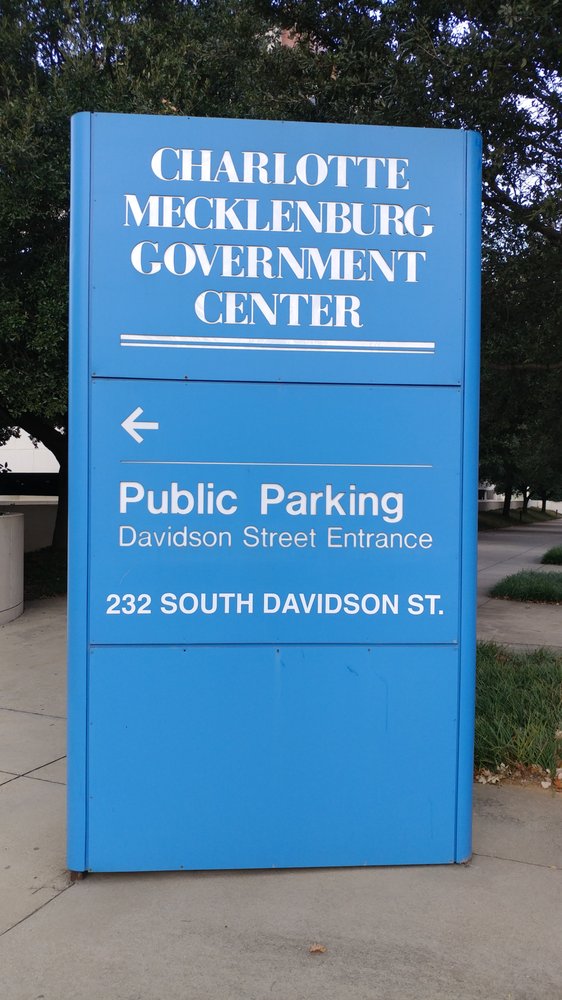 CHARLOTTE
MECKLENBURG
GOVERNMENT
CENTER
←
Public Parking
Davidson Street Entrance
232 SOUTH DAVIDSON ST.